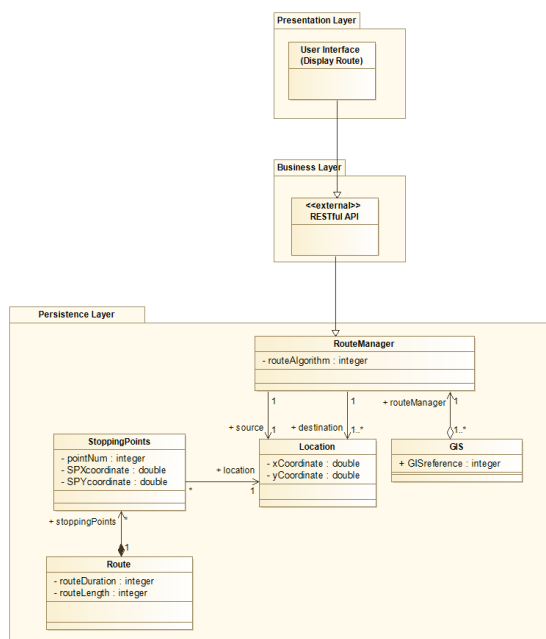 Presentation Layer
User Interface
(Display Route)
Business Layer
<<external>>
RESTful API
Persistence Layer
RouteManager
- routeAlgorithm : integer
1
1
1
+ routeManager
+ source
1
+ destination
1..*
1..*
StoppingPoints
- pointNum : integer
- SPXcoordinate : double
- SPYcoordinate : double
+ location
*
1
Location
- xCoordinate : double
- yCoordinate : double
GIS
+ GISreference : integer
+ stoppingPoints
*
1
Route
- routeDuration : integer
- routeLength : integer